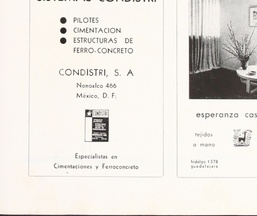 SISTEMAS CONDISTRI
PILOTES
CIMENTACION
ESTRUCTURAS DE
FERRO-CONCRETO
CONDISTRI, S. A
Nonoalco 466
México, D. F.
Especialistas en
Cimentaciones y Ferroconcreto
esperanza cas
tejidos
a mano
hidalgo 1378
guadalajara